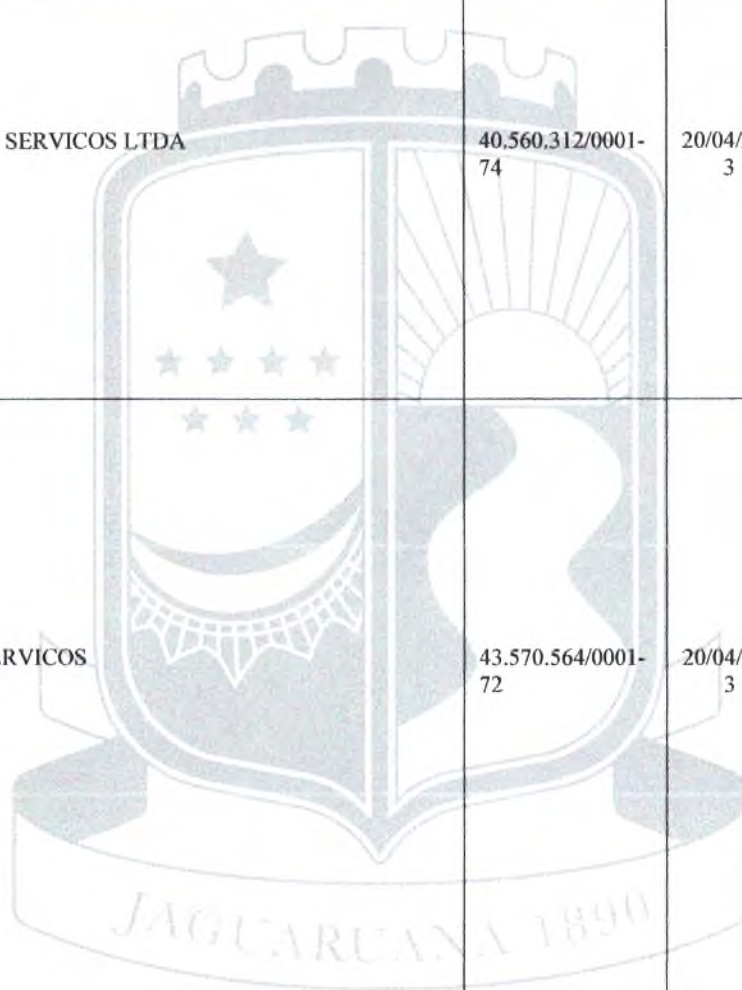 SERVICOS LTDA 40.560.312/0001- 20/04/
74 3
RVICOS 43.570.564/0001- 20/04/
72 3
JAGUARUANA 1890